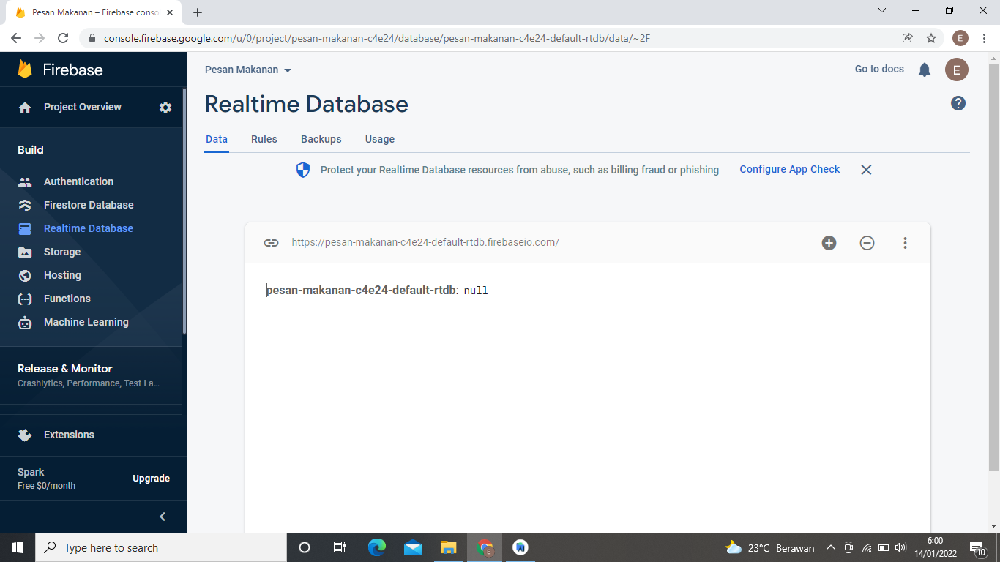 Pesan Makanan – Firebase conso
console.firebase.google.com/u/0/project/pesan-makanan-c4e24/database/pesan-makanan-c4e24-default-rtdb/data/~2F
E
Firebase
Pesan Makanan
Go to docs
E
Project Overview
Realtime Database
Data Rules Backups Usage
Build
Protect your Realtime Database resources from abuse, such as billing fraud or phishing Configure App Check
Authentication
Firestore Database
Realtime Database
Storage
Hosting
Functions
Machine Learning
https://pesan-makanan-c4e24-default-rtdb.firebaseio.com/
pesan-makanan-c4e24-default-rtdb: null
Release & Monitor
Crashlytics, Performance, Test La...
Extensions
Spark
Free $0/month
Upgrade
Type here to search
E
23°C Berawan
6:00
14/01/2022
10